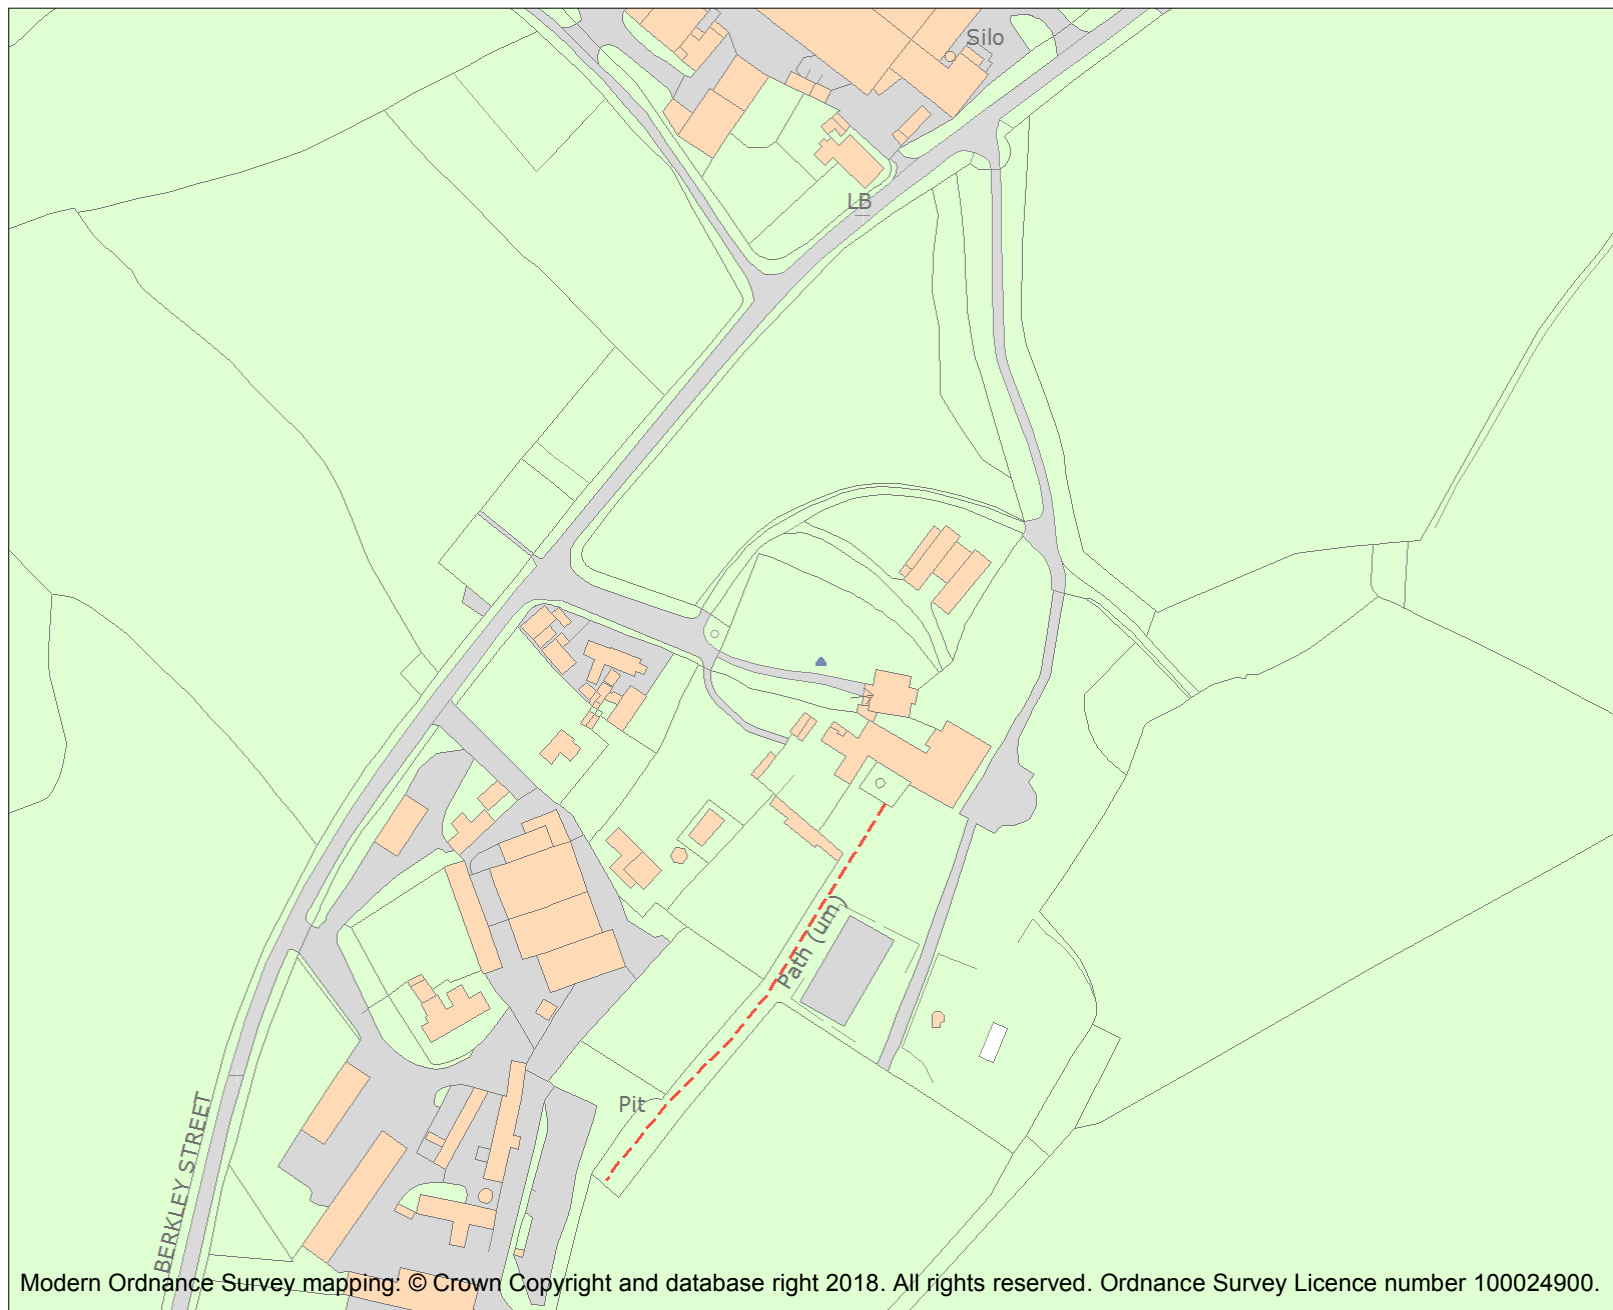 Silo
LB
Path (um)
Pit
BERKLEY STREET
Modern Ordnance Survey mapping: © Crown Copyright and database right 2018. All rights reserved. Ordnance Survey Licence number 100024900.